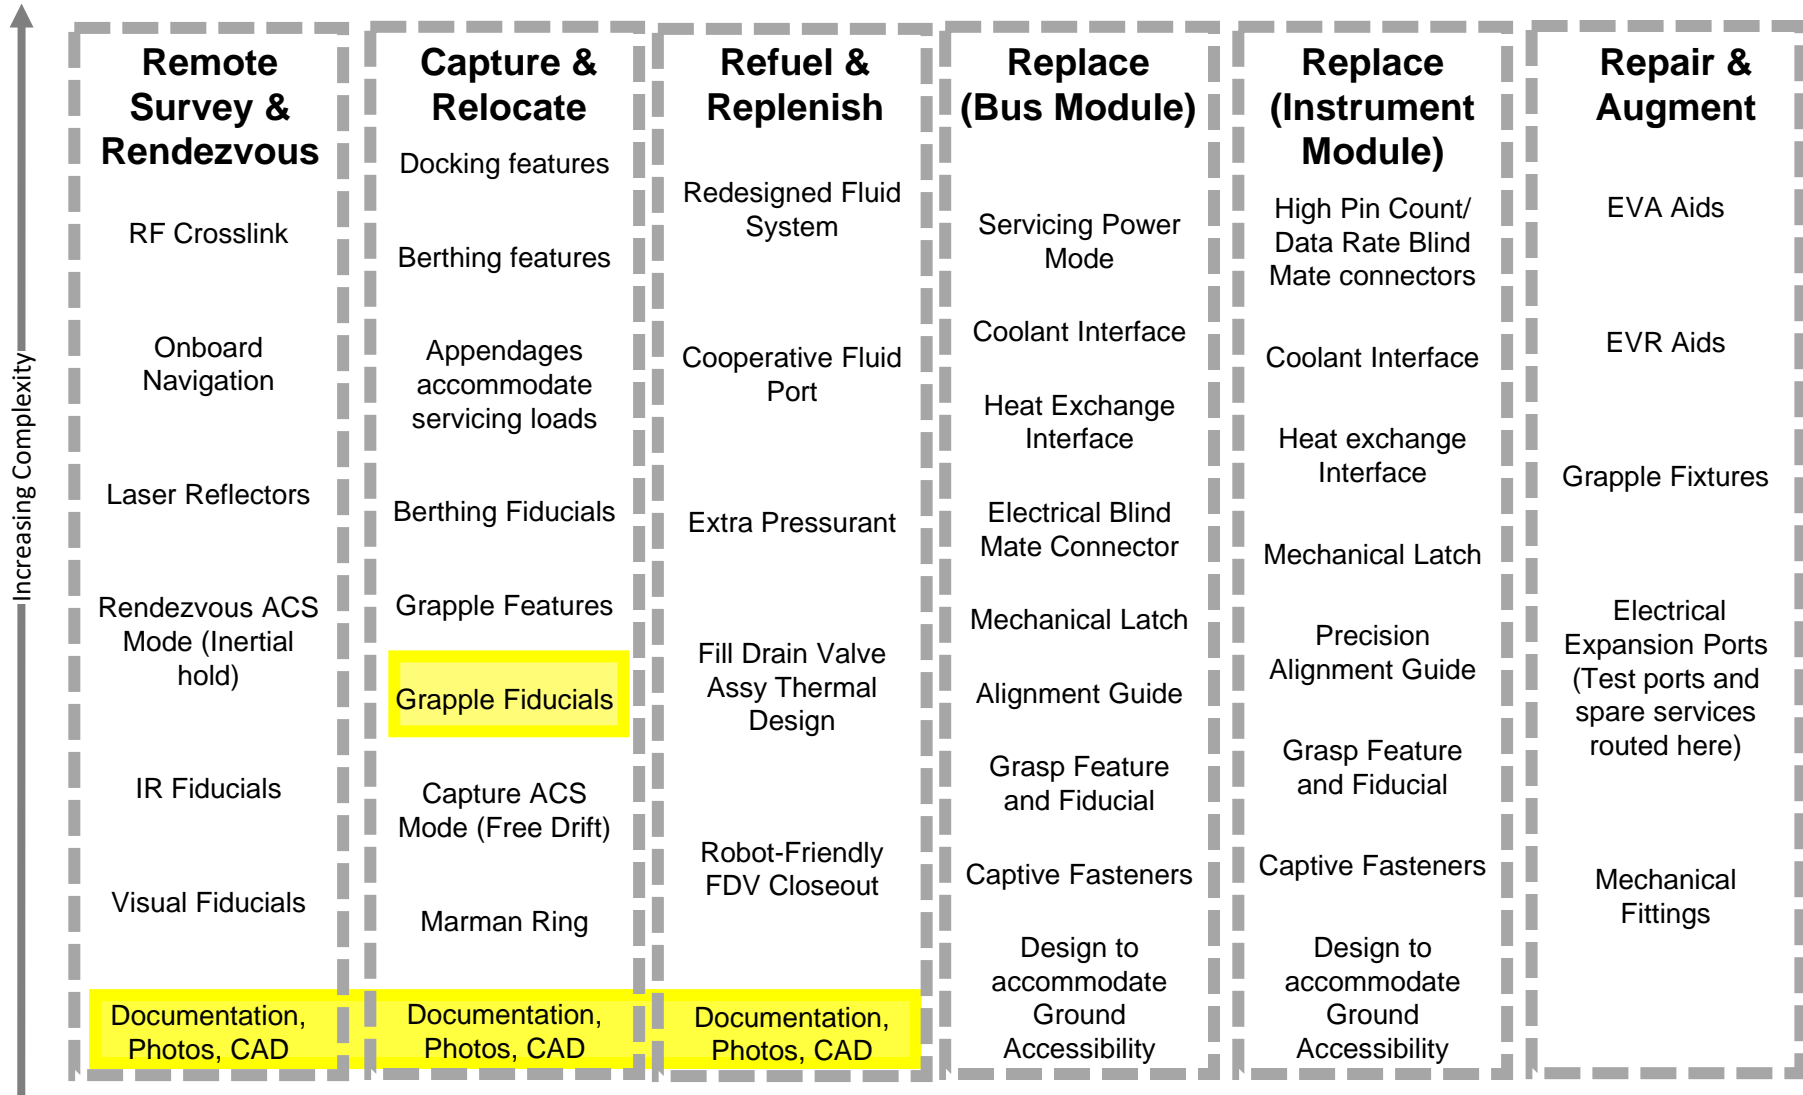 Increasing Complexity
Remote
Survey &
Rendezvous
RF Crosslink
Onboard
Navigation
Laser Reflectors
Rendezvous ACS
Mode (Inertial
hold)
IR Fiducials
Visual Fiducials
Documentation,
Photos, CAD
Capture &
Relocate
Docking features
Berthing features
Appendages
accommodate
servicing loads
Berthing Fiducials
Grapple Features
Grapple Fiducials
Capture ACS
Mode (Free Drift)
Marman Ring
Documentation,
Photos, CAD
Refuel &
Replenish
Redesigned Fluid
System
Cooperative Fluid
Port
Extra Pressurant
Fill Drain Valve
Assy Thermal
Design
Robot-Friendly
FDV Closeout
Documentation,
Photos, CAD
Replace
(Bus Module)
Servicing Power
Mode
Coolant Interface
Heat Exchange
Interface
Electrical Blind
Mate Connector
Mechanical Latch
Alignment Guide
Grasp Feature
and Fiducial
Captive Fasteners
Design to
accommodate
Ground
Accessibility
Replace
(Instrument
Module)
High Pin Count/
Data Rate Blind
Mate connectors
Coolant Interface
Heat exchange
Interface
Mechanical Latch
Precision
Alignment Guide
Grasp Feature
and Fiducial
Captive Fasteners
Design to
accommodate
Ground
Accessibility
Repair &
Augment
EVA Aids
EVR Aids
Grapple Fixtures
Electrical
Expansion Ports
(Test ports and
spare services
routed here)
Mechanical
Fittings